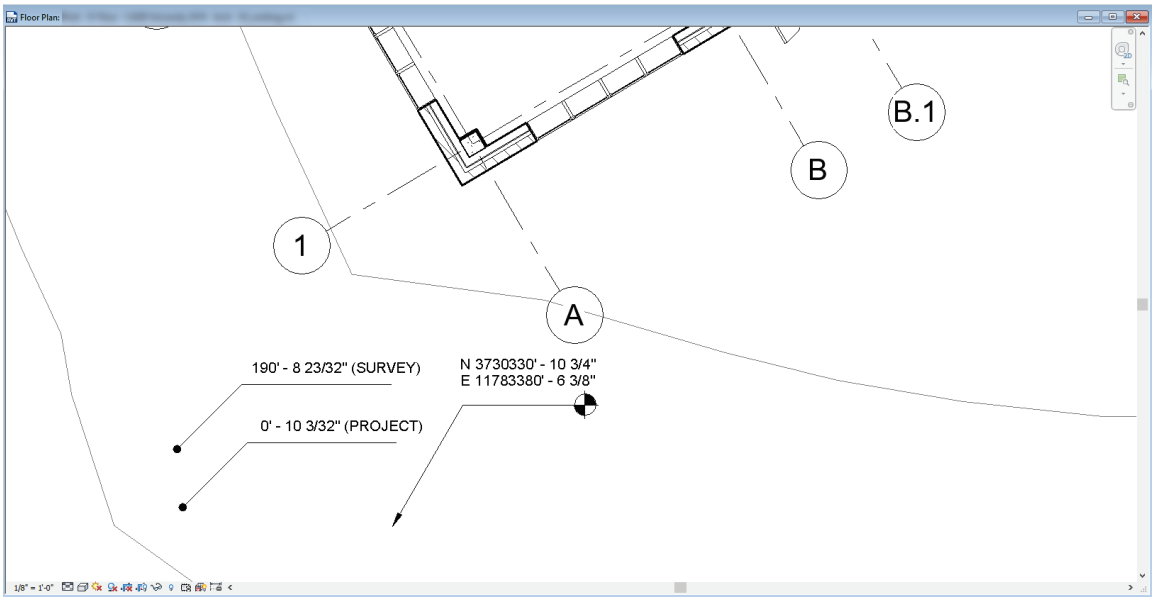 Floor Plan:
B.1
B
1
A
190' - 8 23/32" (SURVEY)
N 3730330' - 10 3/4"
E 11783380' - 6 3/8"
0' - 10 3/32" (PROJECT)
2D
1/8" = 1'-0"